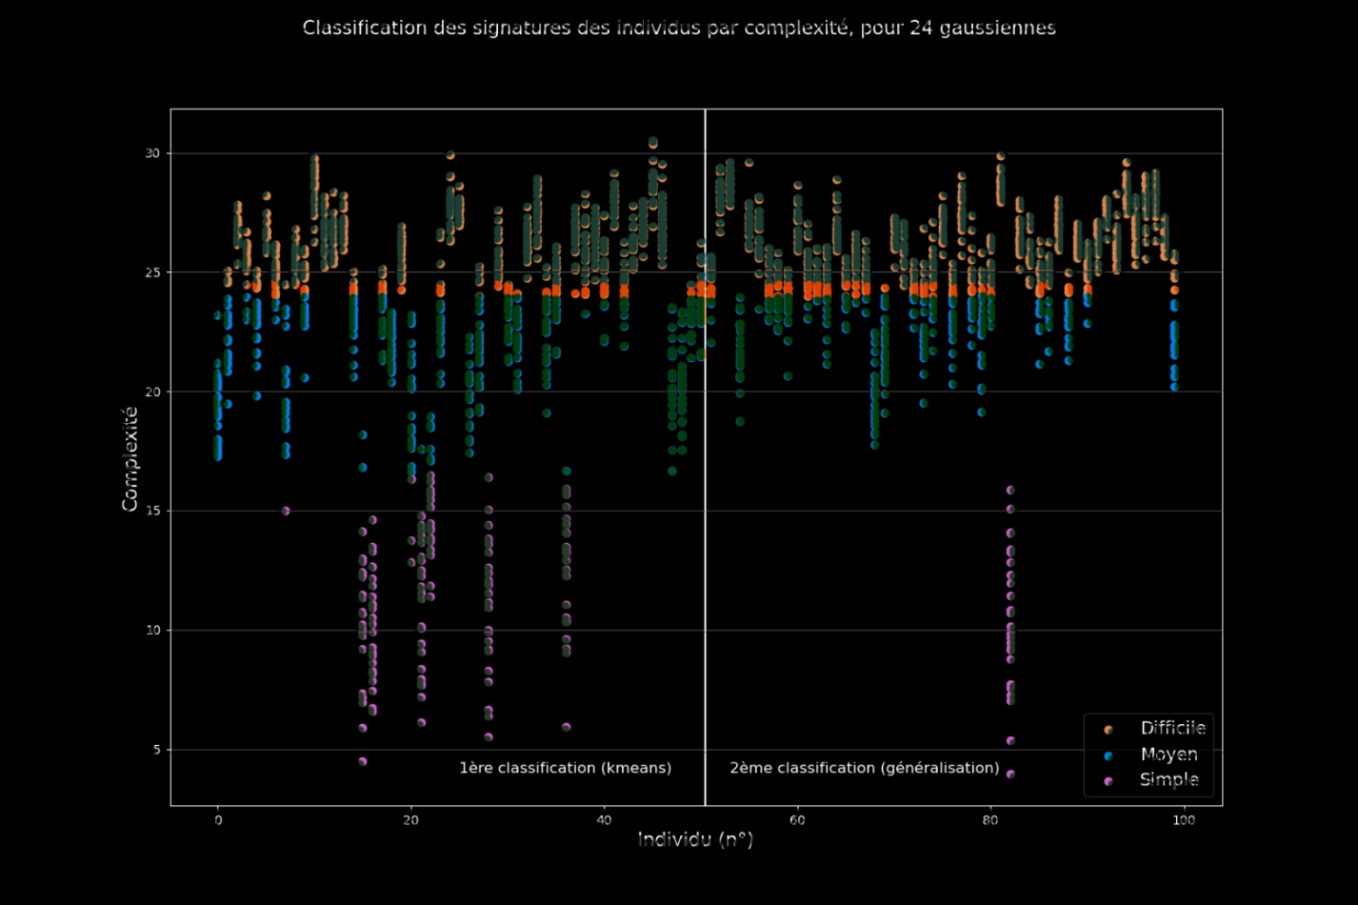 Classification des signatures des individus par complexité, pour 24 gaussiennes
30
25
20
15
10
5
Complexité
1ère classification (kmeans)
2ème classification (généralisation)
Difficile
Moyen
Simple
0 20 40 60 80 100
Individu (n°)